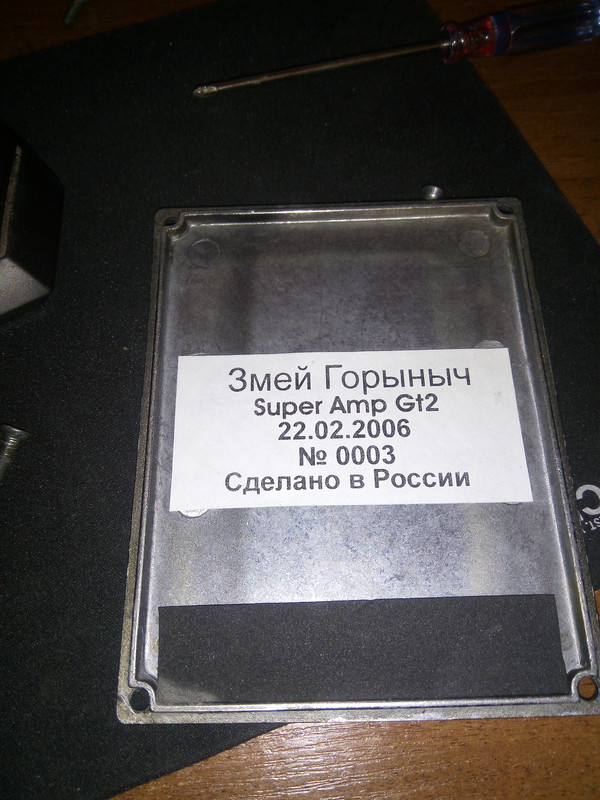 Змей Горыныч
Super Amp Gt2
22.02.2006
№ 0003
Сделано в России